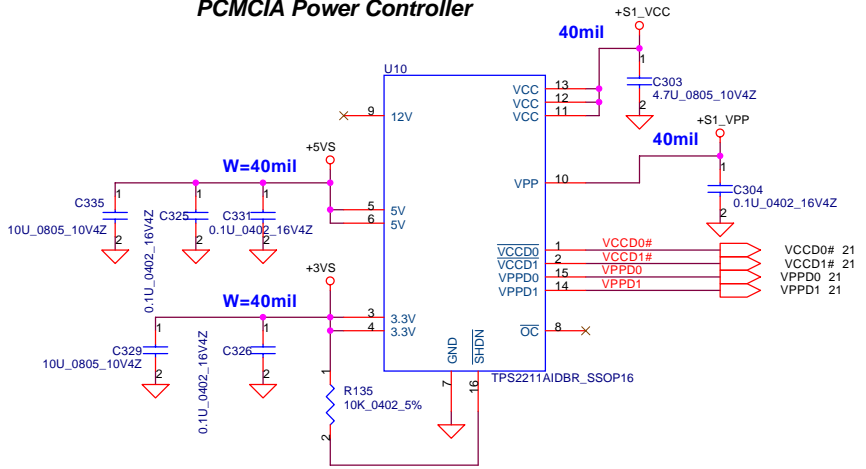 PCMCIA Power Controller
+S1_VCC
40mil
U10
1
C303
4.7U_0805_10V4Z
2
VCC 13
VCC 12
VCC 11
9 12V
+S1_VPP
40mil
+5VS
W=40mil
VPP 10
1
C304
0.1U_0402_16V4Z
2
1 1 1
C335 C325 C331
10U_0805_10V4Z 0.1U_0402_16V4Z 0.1U_0402_16V4Z
2 2 2
5 5V
6 5V
VCCD0 1 VCCD0# VCCD0# 21
VCCD1 2 VCCD1# VCCD1# 21
VPPD0 15 VPPD0 VPPD0 21
VPPD1 14 VPPD1 VPPD1 21
+3VS
W=40mil
3 3.3V
4 3.3V
OC 8
1 1
C329 C326
10U_0805_10V4Z 0.1U_0402_16V4Z
2 2
GND SHDN
7 16
TPS2211AIDBR_SSOP16
1
R135
10K_0402_5%
2